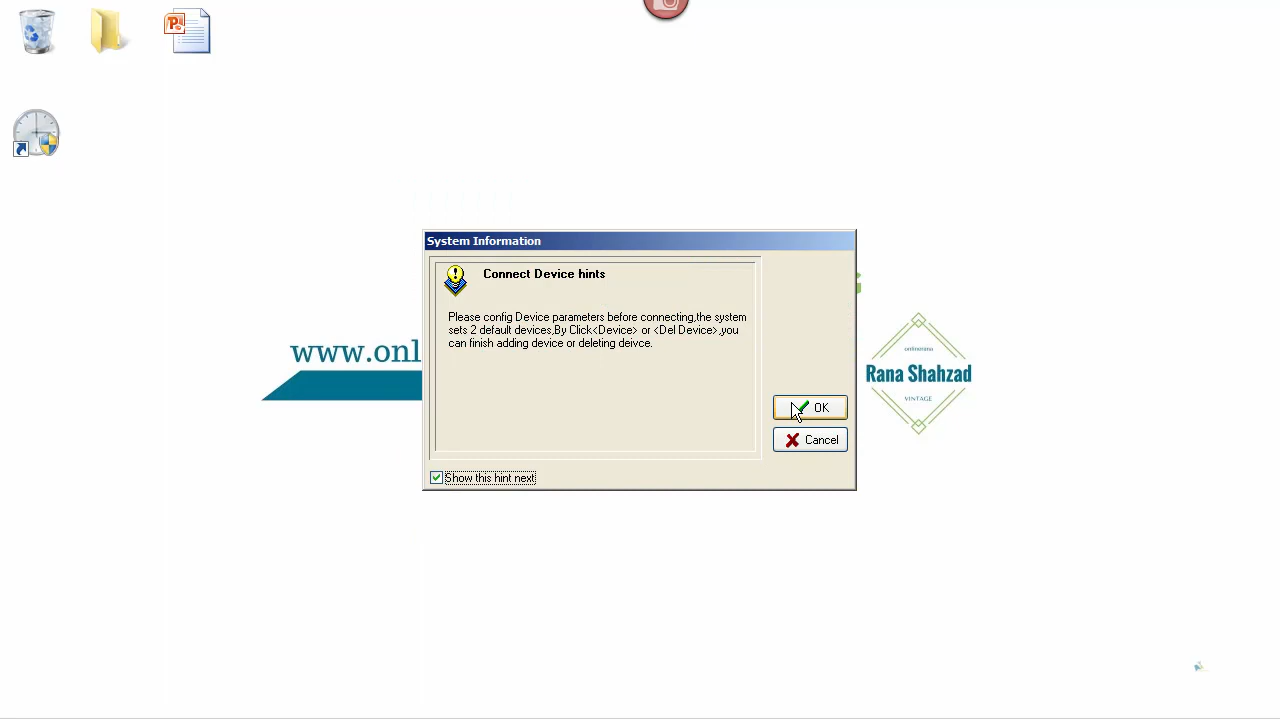 System Information
Connect Device hints
Please config Device parameters before connecting,the system
sets 2 default devices,By Click<Device> or <Del Device>,you
can finish adding device or deleting deivce.
www.onl
onlinerana
Rana Shahzad
VINTAGE
OK
Cancel
Show this hint next